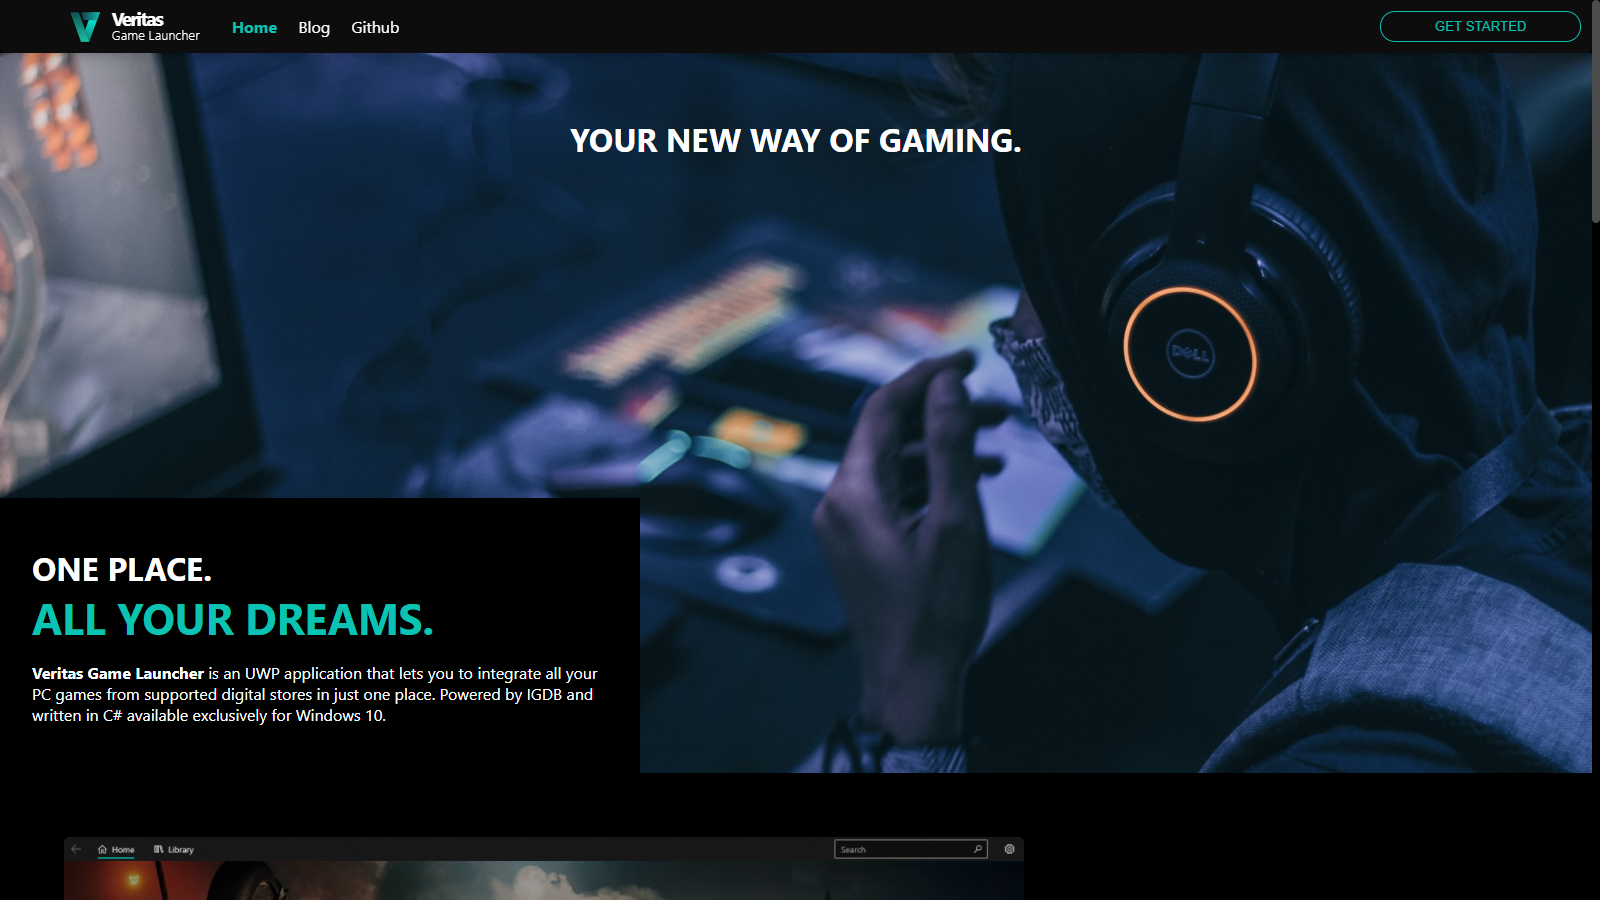 Veritas
Game Launcher
Home
Blog
Github
GET STARTED
YOUR NEW WAY OF GAMING.
DELL
ONE PLACE.
ALL YOUR DREAMS.
Veritas Game Launcher is an UWP application that lets you to integrate all your
PC games from supported digital stores in just one place. Powered by IGDB and
written in C# available exclusively for Windows 10.
Home
Library
Search